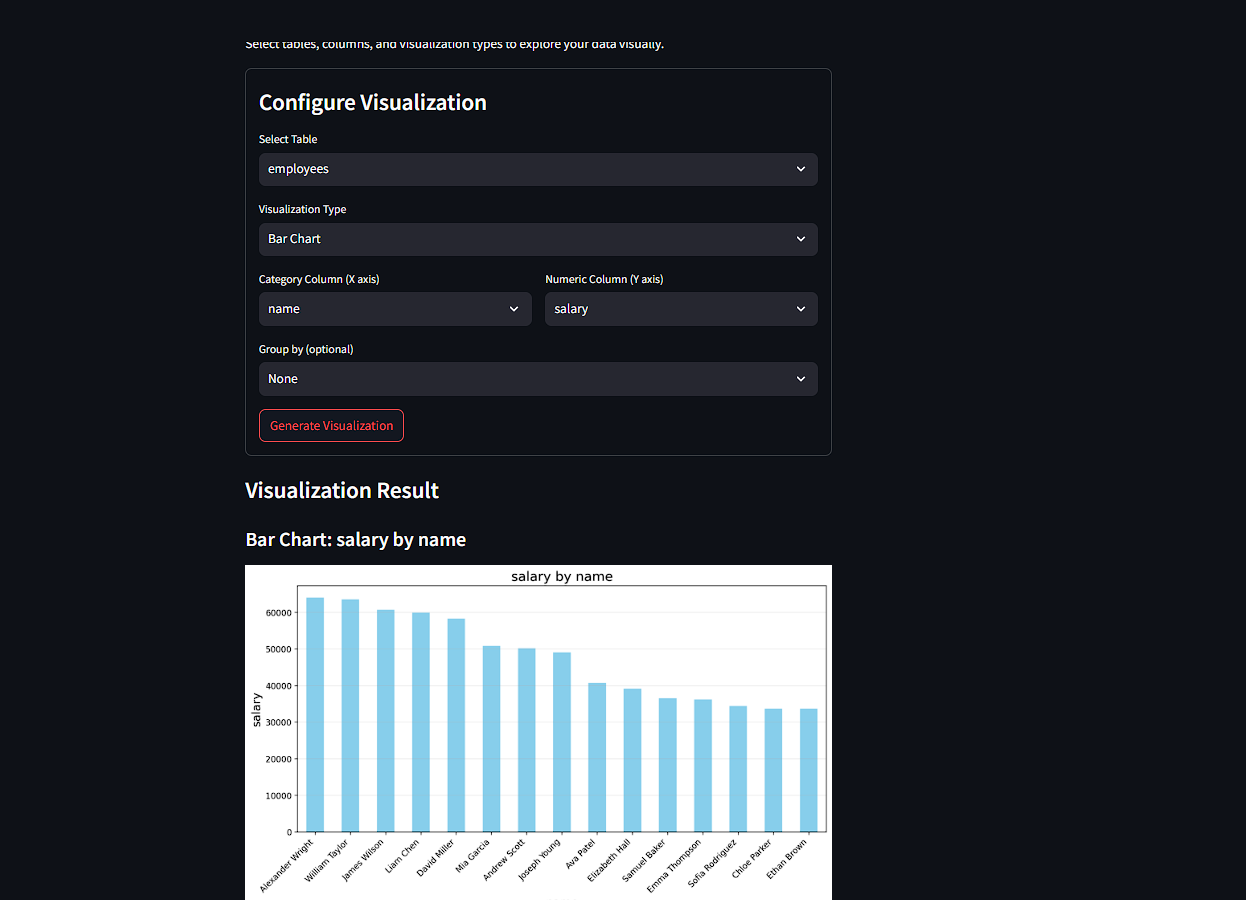 Select tables, columns, and visualization types to explore your data visually.
Configure Visualization
Select Table
employees
Visualization Type
Bar Chart
Category Column (X axis) Numeric Column (Y axis)
name salary
Group by (optional)
None
Generate Visualization
Visualization Result
Bar Chart: salary by name
salary by name
60000
50000
40000
30000
20000
10000
0
salary
Alexander Wright
William Taylor
James Wilson
Liam Chen
David Miller
Mia Garcia
Andrew Scott
Joseph Young
Ava Patel
Elizabeth Hall
Samuel Baker
Emma Thompson
Sofia Rodriguez
Chloe Parker
Ethan Brown